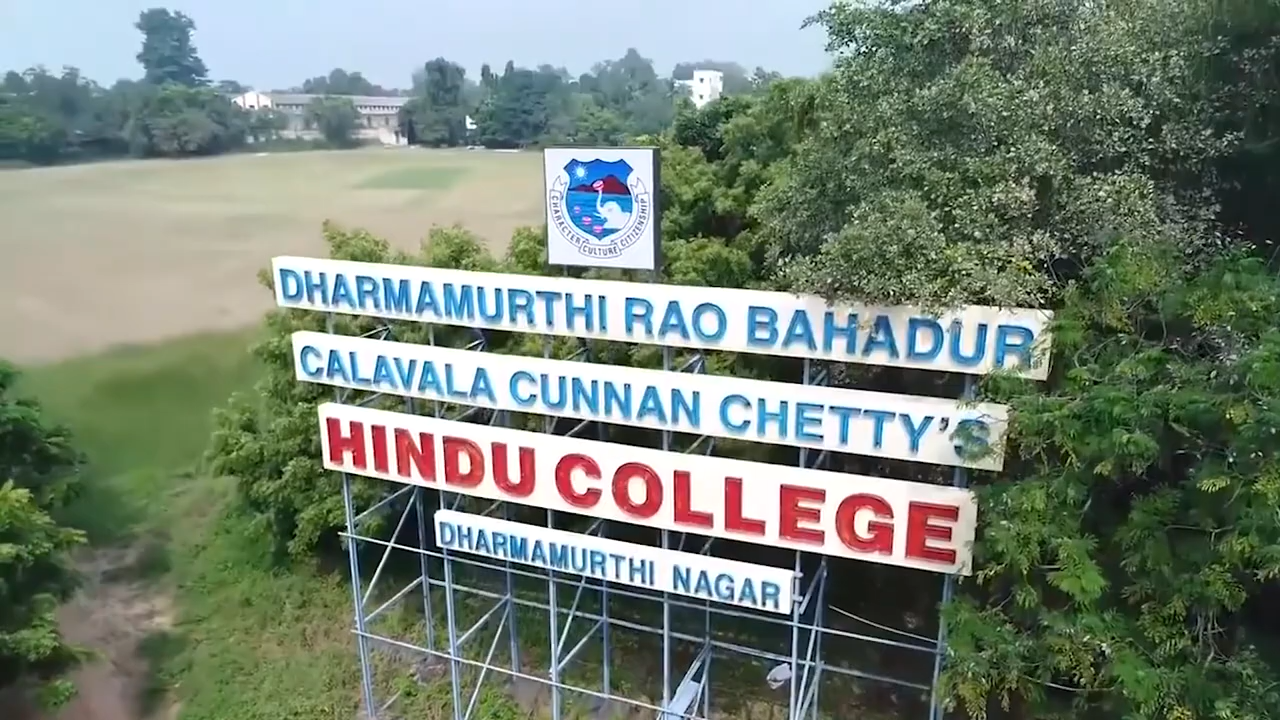 CHARACTER CULTURE CITIZENSHIP
DHARMAMURTHI RAO BAHADUR
CALAVALA CUNNAN CHETTY'S
HINDU COLLEGE
DHARMAMURTHI NAGAR